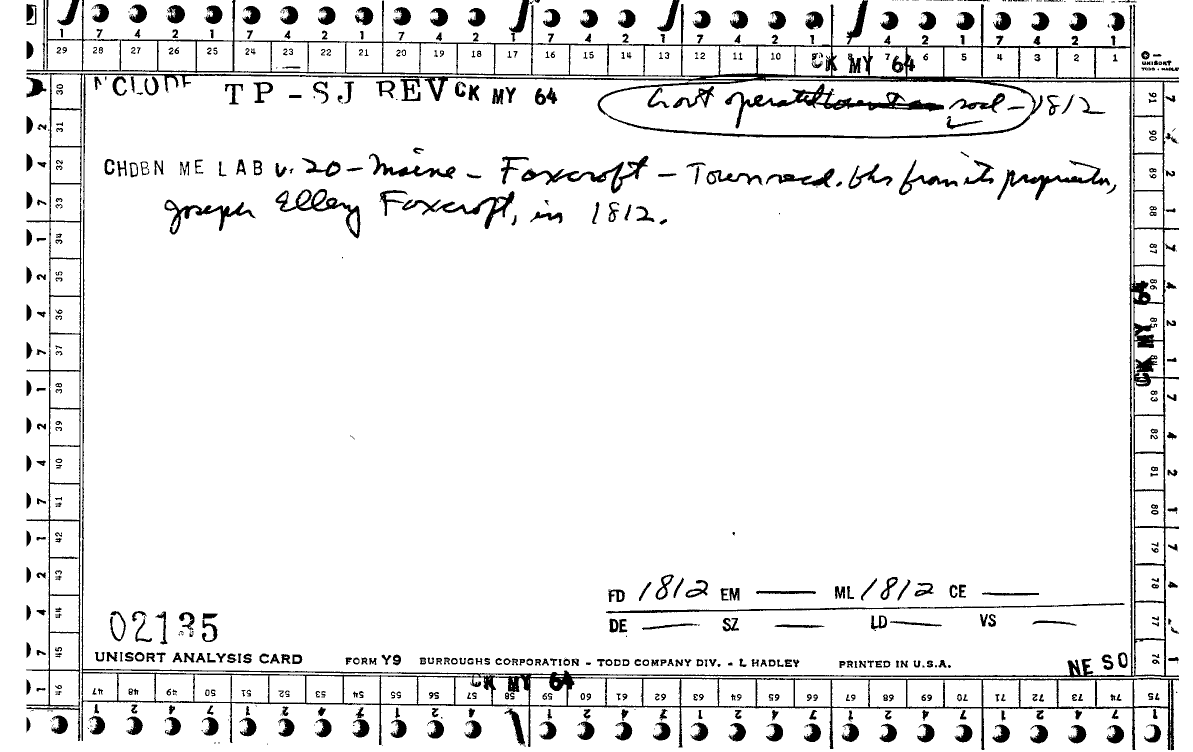 1 7 4 2 1 7 4 2 1 7 4 2 1 7 4 2 1 7 4 2 1 7 4 2 1 7 4 2 1
29 28 27 26 25 24 23 22 21 20 19 18 17 16 15 14 13 12 11 10 6 5 4 3 2 1
CK MY 64
UNISORT
TODD - HADLEY
TP-SJ REV CK MY 64
Govt operated road - 1812
CHDBN ME LAB v. 20 - Maine - Foxcroft - Town recd. its from its proprietor,
Joseph Ellery Foxcroft, in 1812.
FD 1812 EM — ML 1812 CE —
DE — SZ — LD — VS —
02135
UNISORT ANALYSIS CARD FORM Y9 BURROUGHS CORPORATION - TODD COMPANY DIV. - L HADLEY PRINTED IN U.S.A.
NE SO
30 31 32 33 34 35 36 37 38 39 40 41 42 43 44 45 46
91 90 89 88 87 86 85 84 83 82 81 80 79 78 77 76
CK MY 64
CK MY 64
47 48 49 50 51 52 53 54 55 56 57 58 59 60 61 62 63 64 65 66 67 68 69 70 71 72 73 74 75